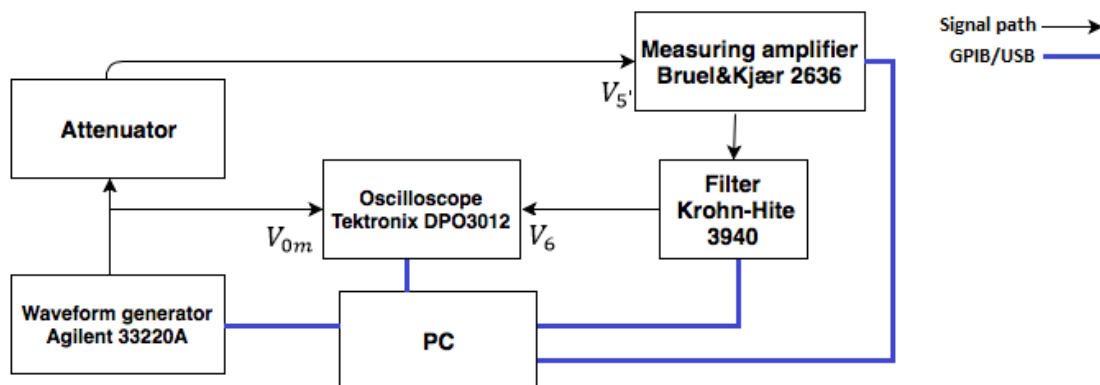 Signal path
GPIB/USB
Measuring amplifier
Bruel&Kjær 2636
V5'
Attenuator
Oscilloscope
Tektronix DPO3012
Filter
Krohn-Hite
3940
V0m
V6
Waveform generator
Agilent 33220A
PC